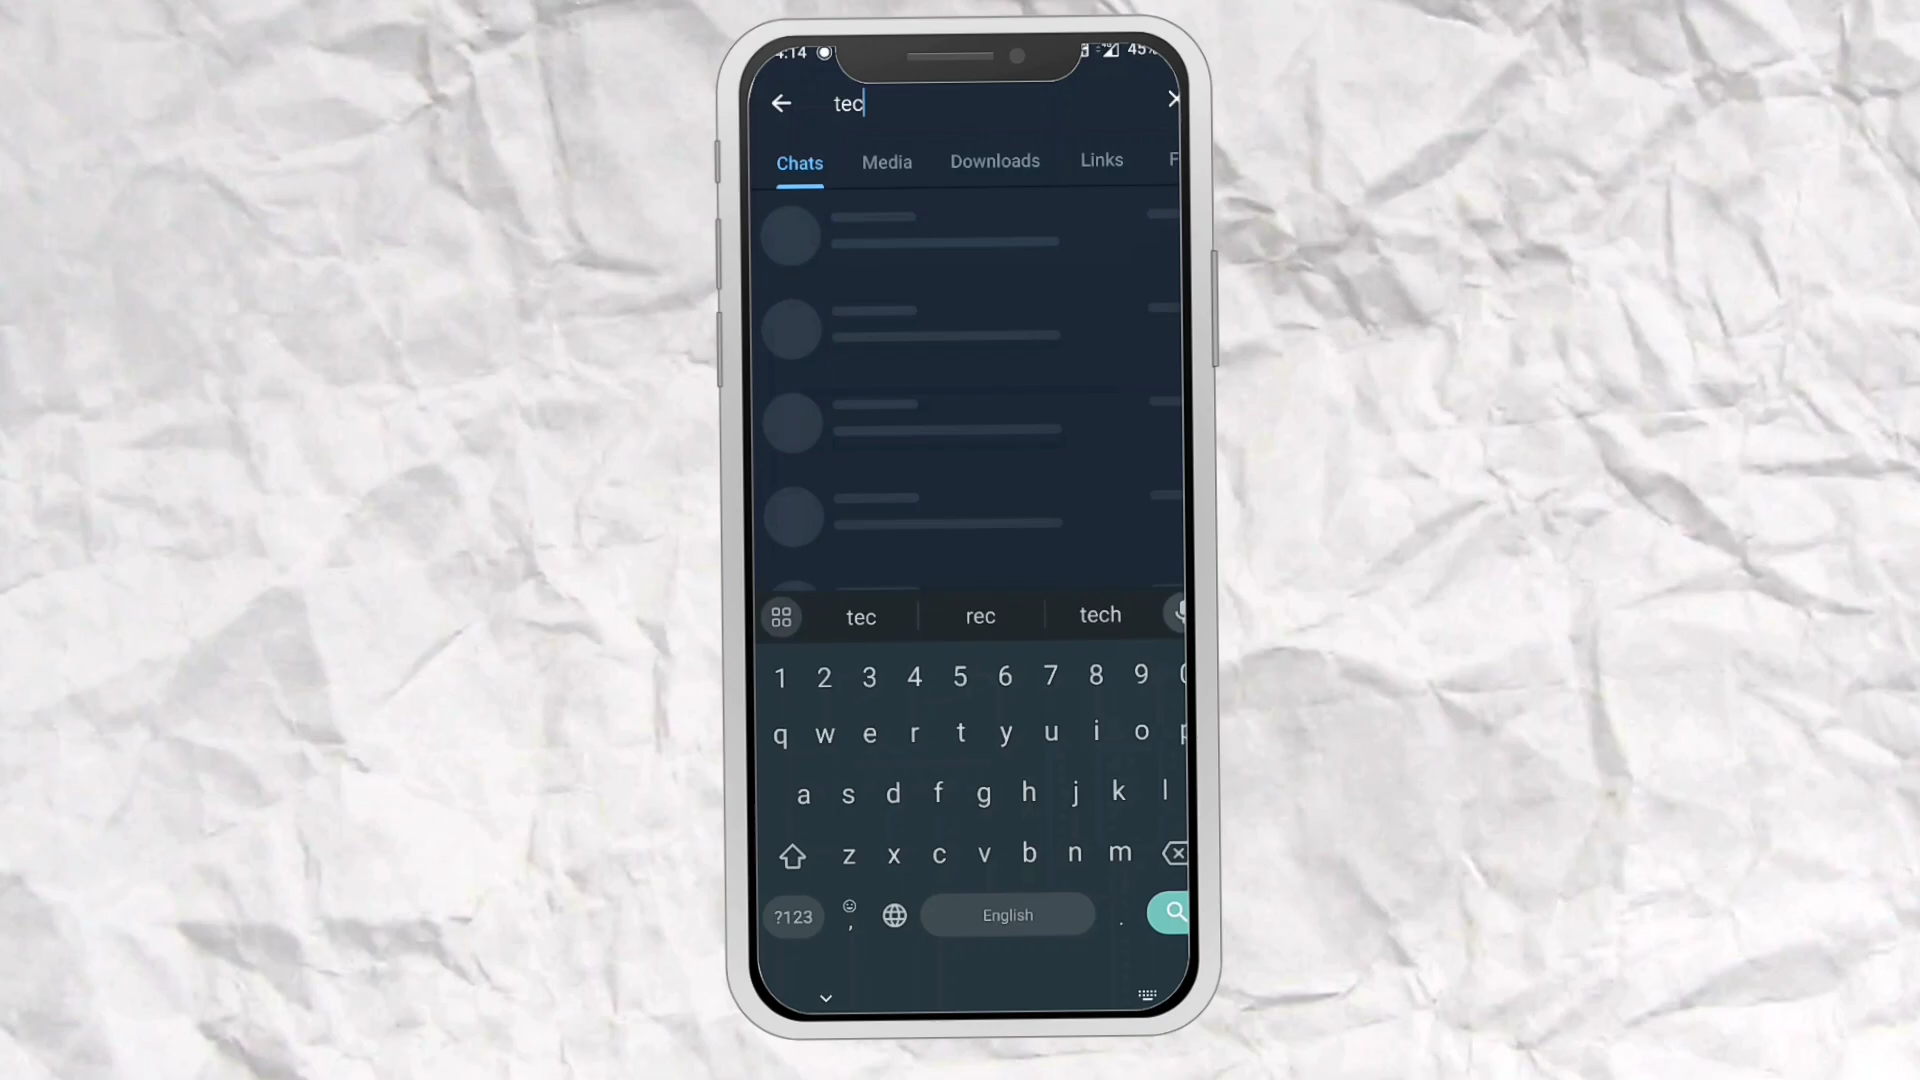 4:14 45%
tec
Chats Media Downloads Links F
tec rec tech
1 2 3 4 5 6 7 8 9 0
q w e r t y u i o p
a s d f g h j k l
z x c v b n m
?123 , English .